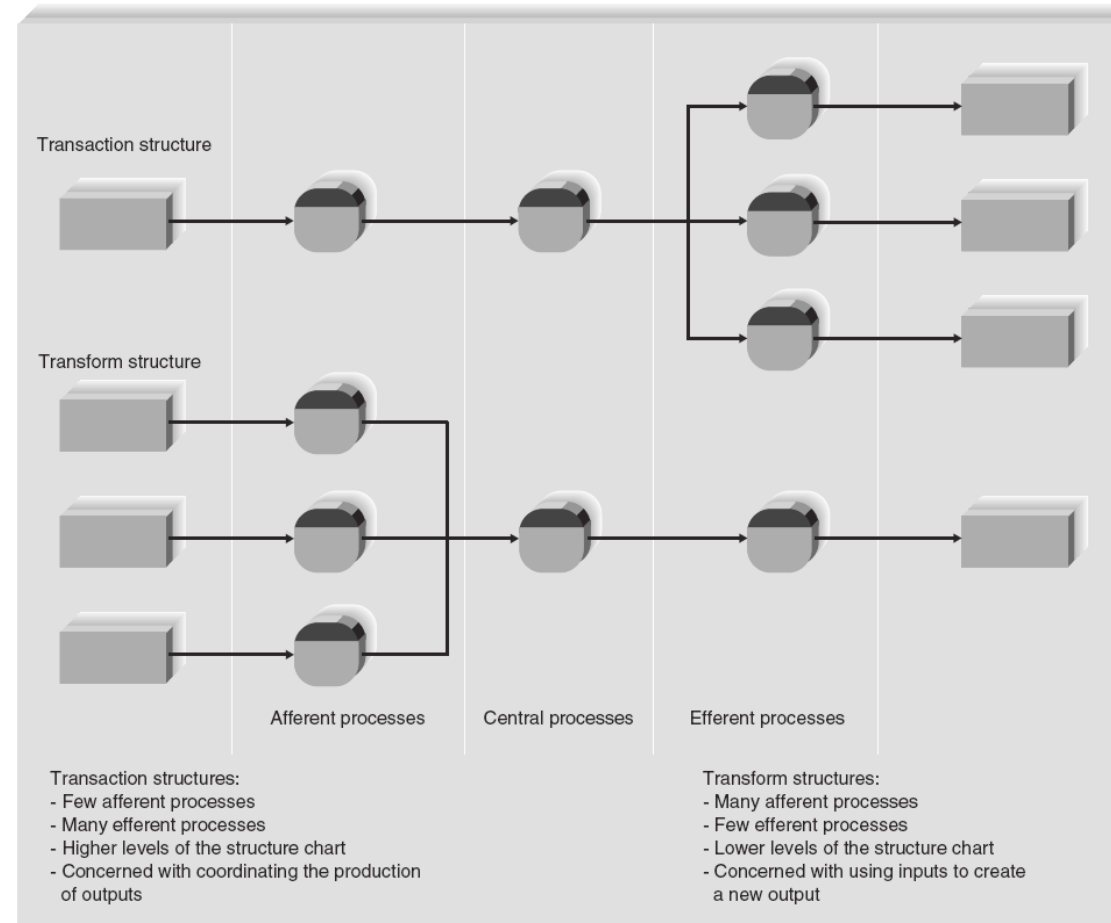 Transaction structure
Transform structure
Afferent processes
Central processes
Efferent processes
Transaction structures:
- Few afferent processes
- Many efferent processes
- Higher levels of the structure chart
- Concerned with coordinating the production
of outputs
Transform structures:
- Many afferent processes
- Few efferent processes
- Lower levels of the structure chart
- Concerned with using inputs to create
a new output